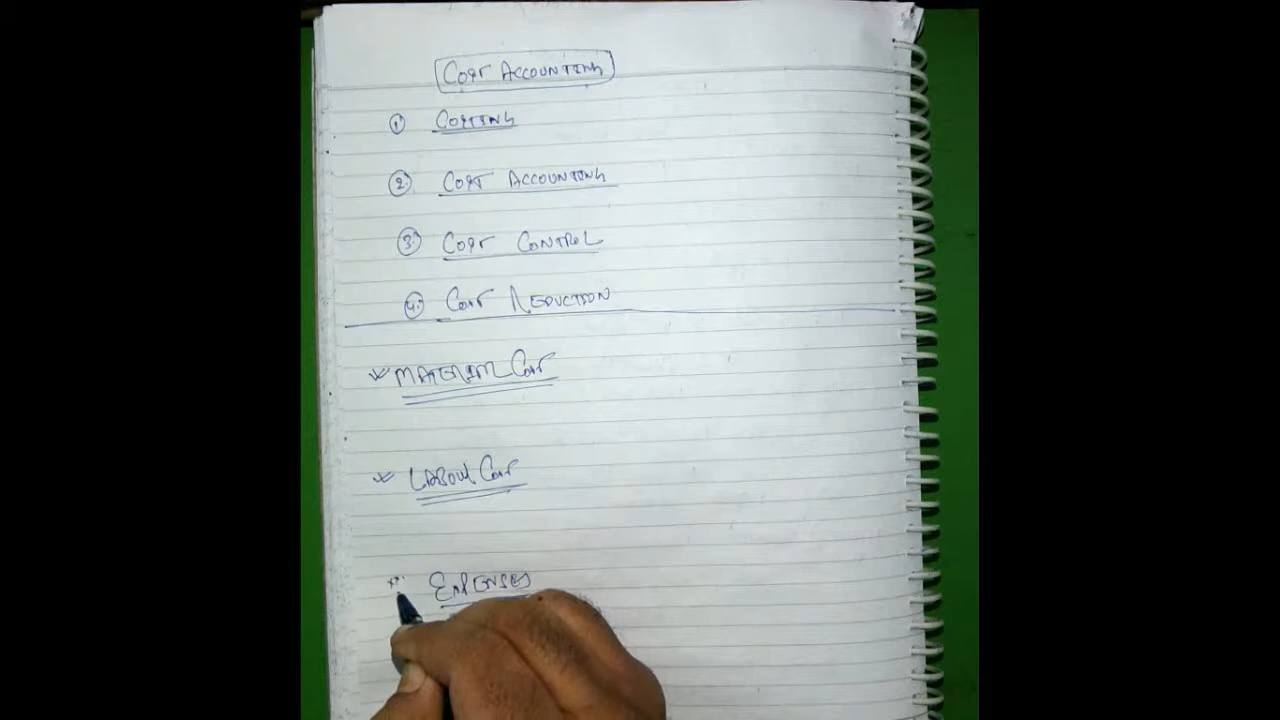 COST ACCOUNTING
1. COSTING
2. COST ACCOUNTING
3. COST CONTROL
4. COST REDUCTION
* MATERIAL COST
* LABOUR COST
* EXPENSES